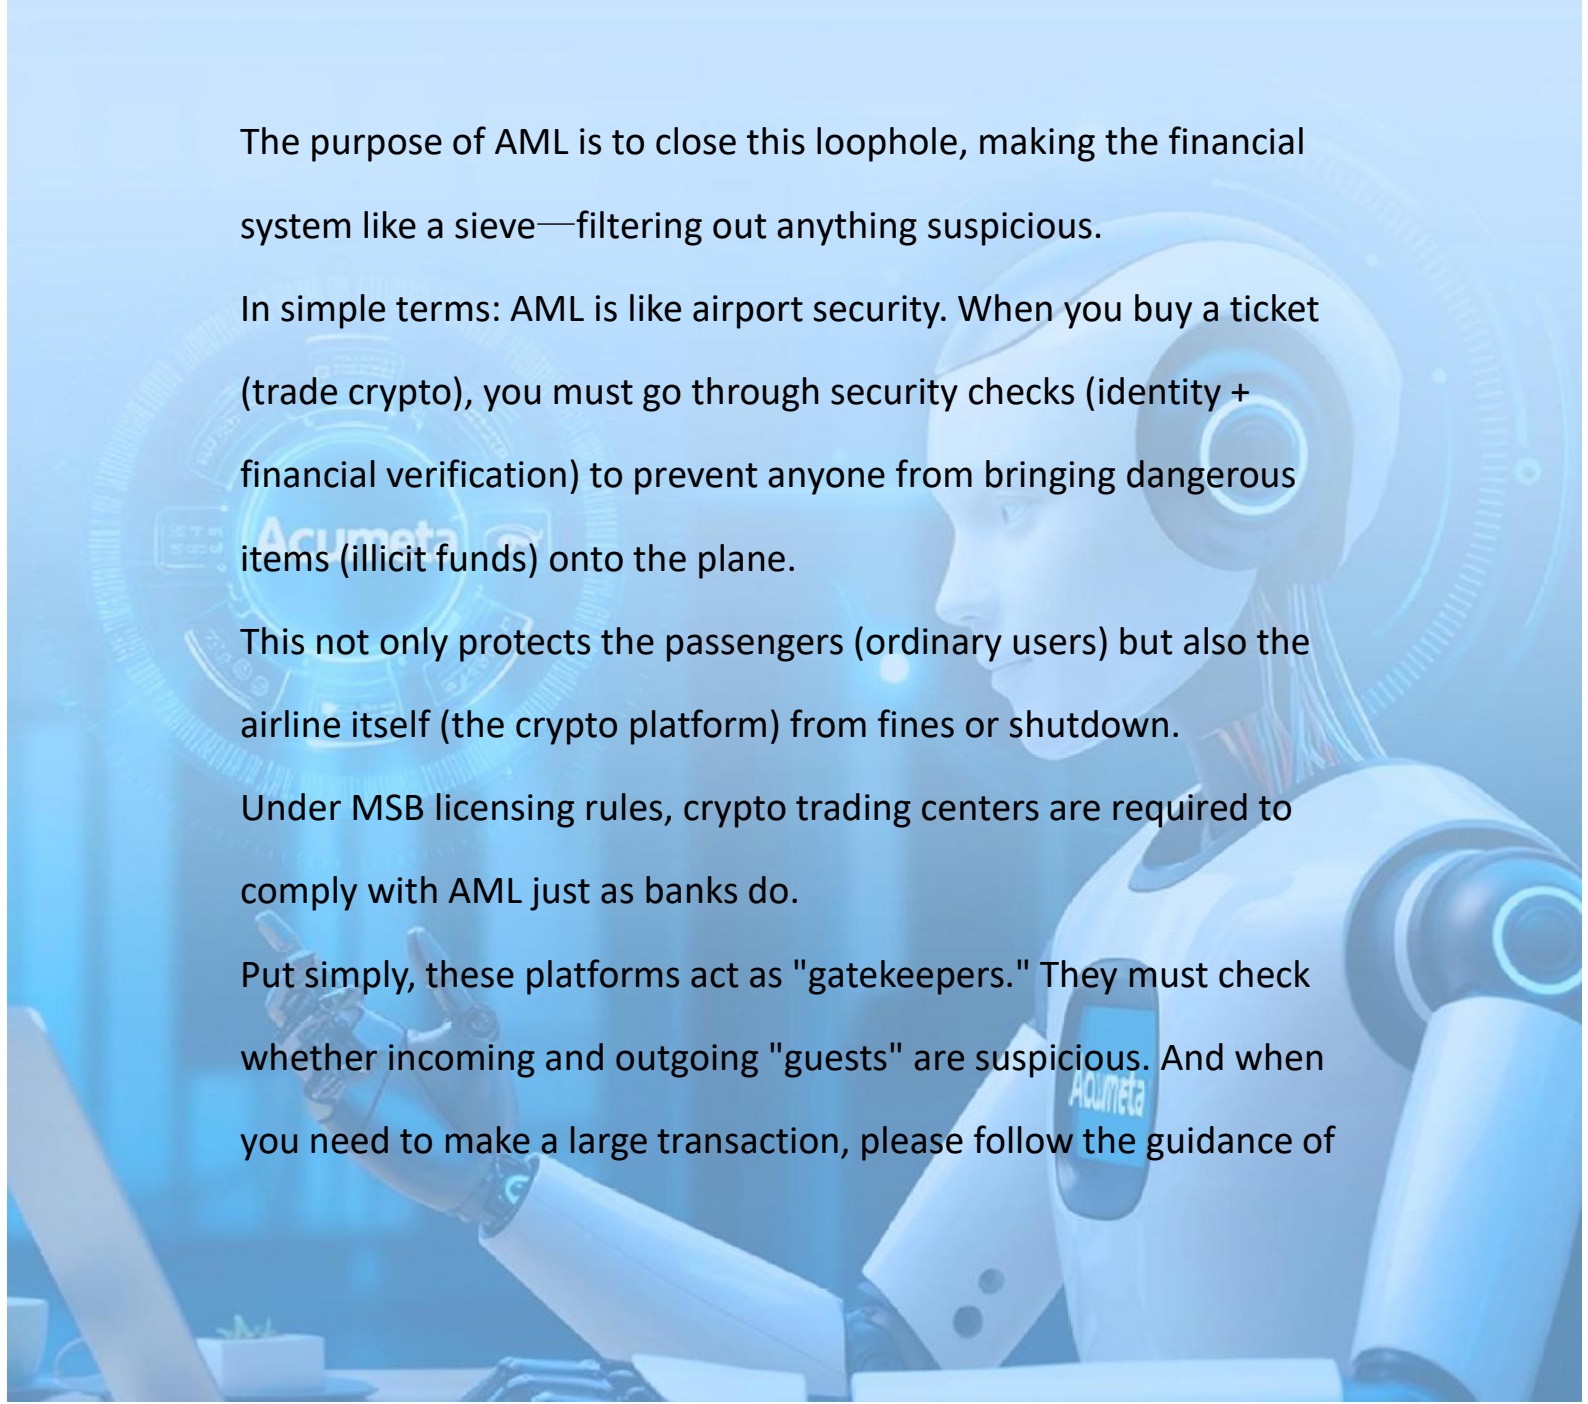 The purpose of AML is to close this loophole, making the financial
system like a sieve—filtering out anything suspicious.
In simple terms: AML is like airport security. When you buy a ticket
(trade crypto), you must go through security checks (identity +
financial verification) to prevent anyone from bringing dangerous
Acumeta
items (illicit funds) onto the plane.
This not only protects the passengers (ordinary users) but also the
airline itself (the crypto platform) from fines or shutdown.
Under MSB licensing rules, crypto trading centers are required to
comply with AML just as banks do.
Put simply, these platforms act as "gatekeepers." They must check
whether incoming and outgoing "guests" are suspicious. And when
Acumeta
you need to make a large transaction, please follow the guidance of